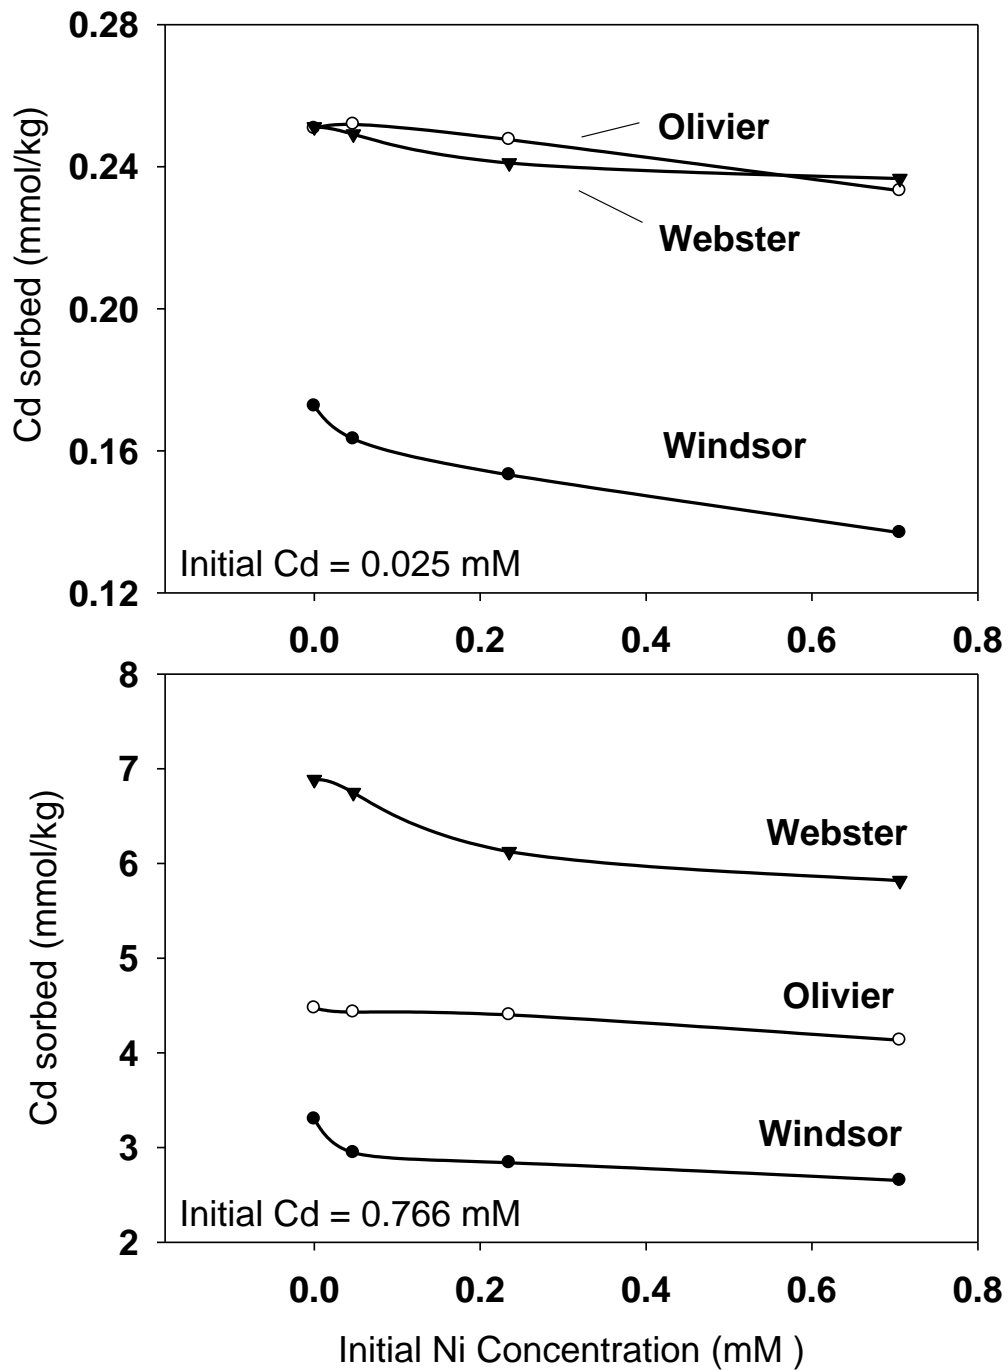 0.28
0.24
0.20
0.16
0.12
Cd sorbed (mmol/kg)
Olivier
Webster
Windsor
Initial Cd = 0.025 mM
0.0 0.2 0.4 0.6 0.8
8
7
6
5
4
3
2
Cd sorbed (mmol/kg)
Webster
Olivier
Windsor
Initial Cd = 0.766 mM
0.0 0.2 0.4 0.6 0.8
Initial Ni Concentration (mM )